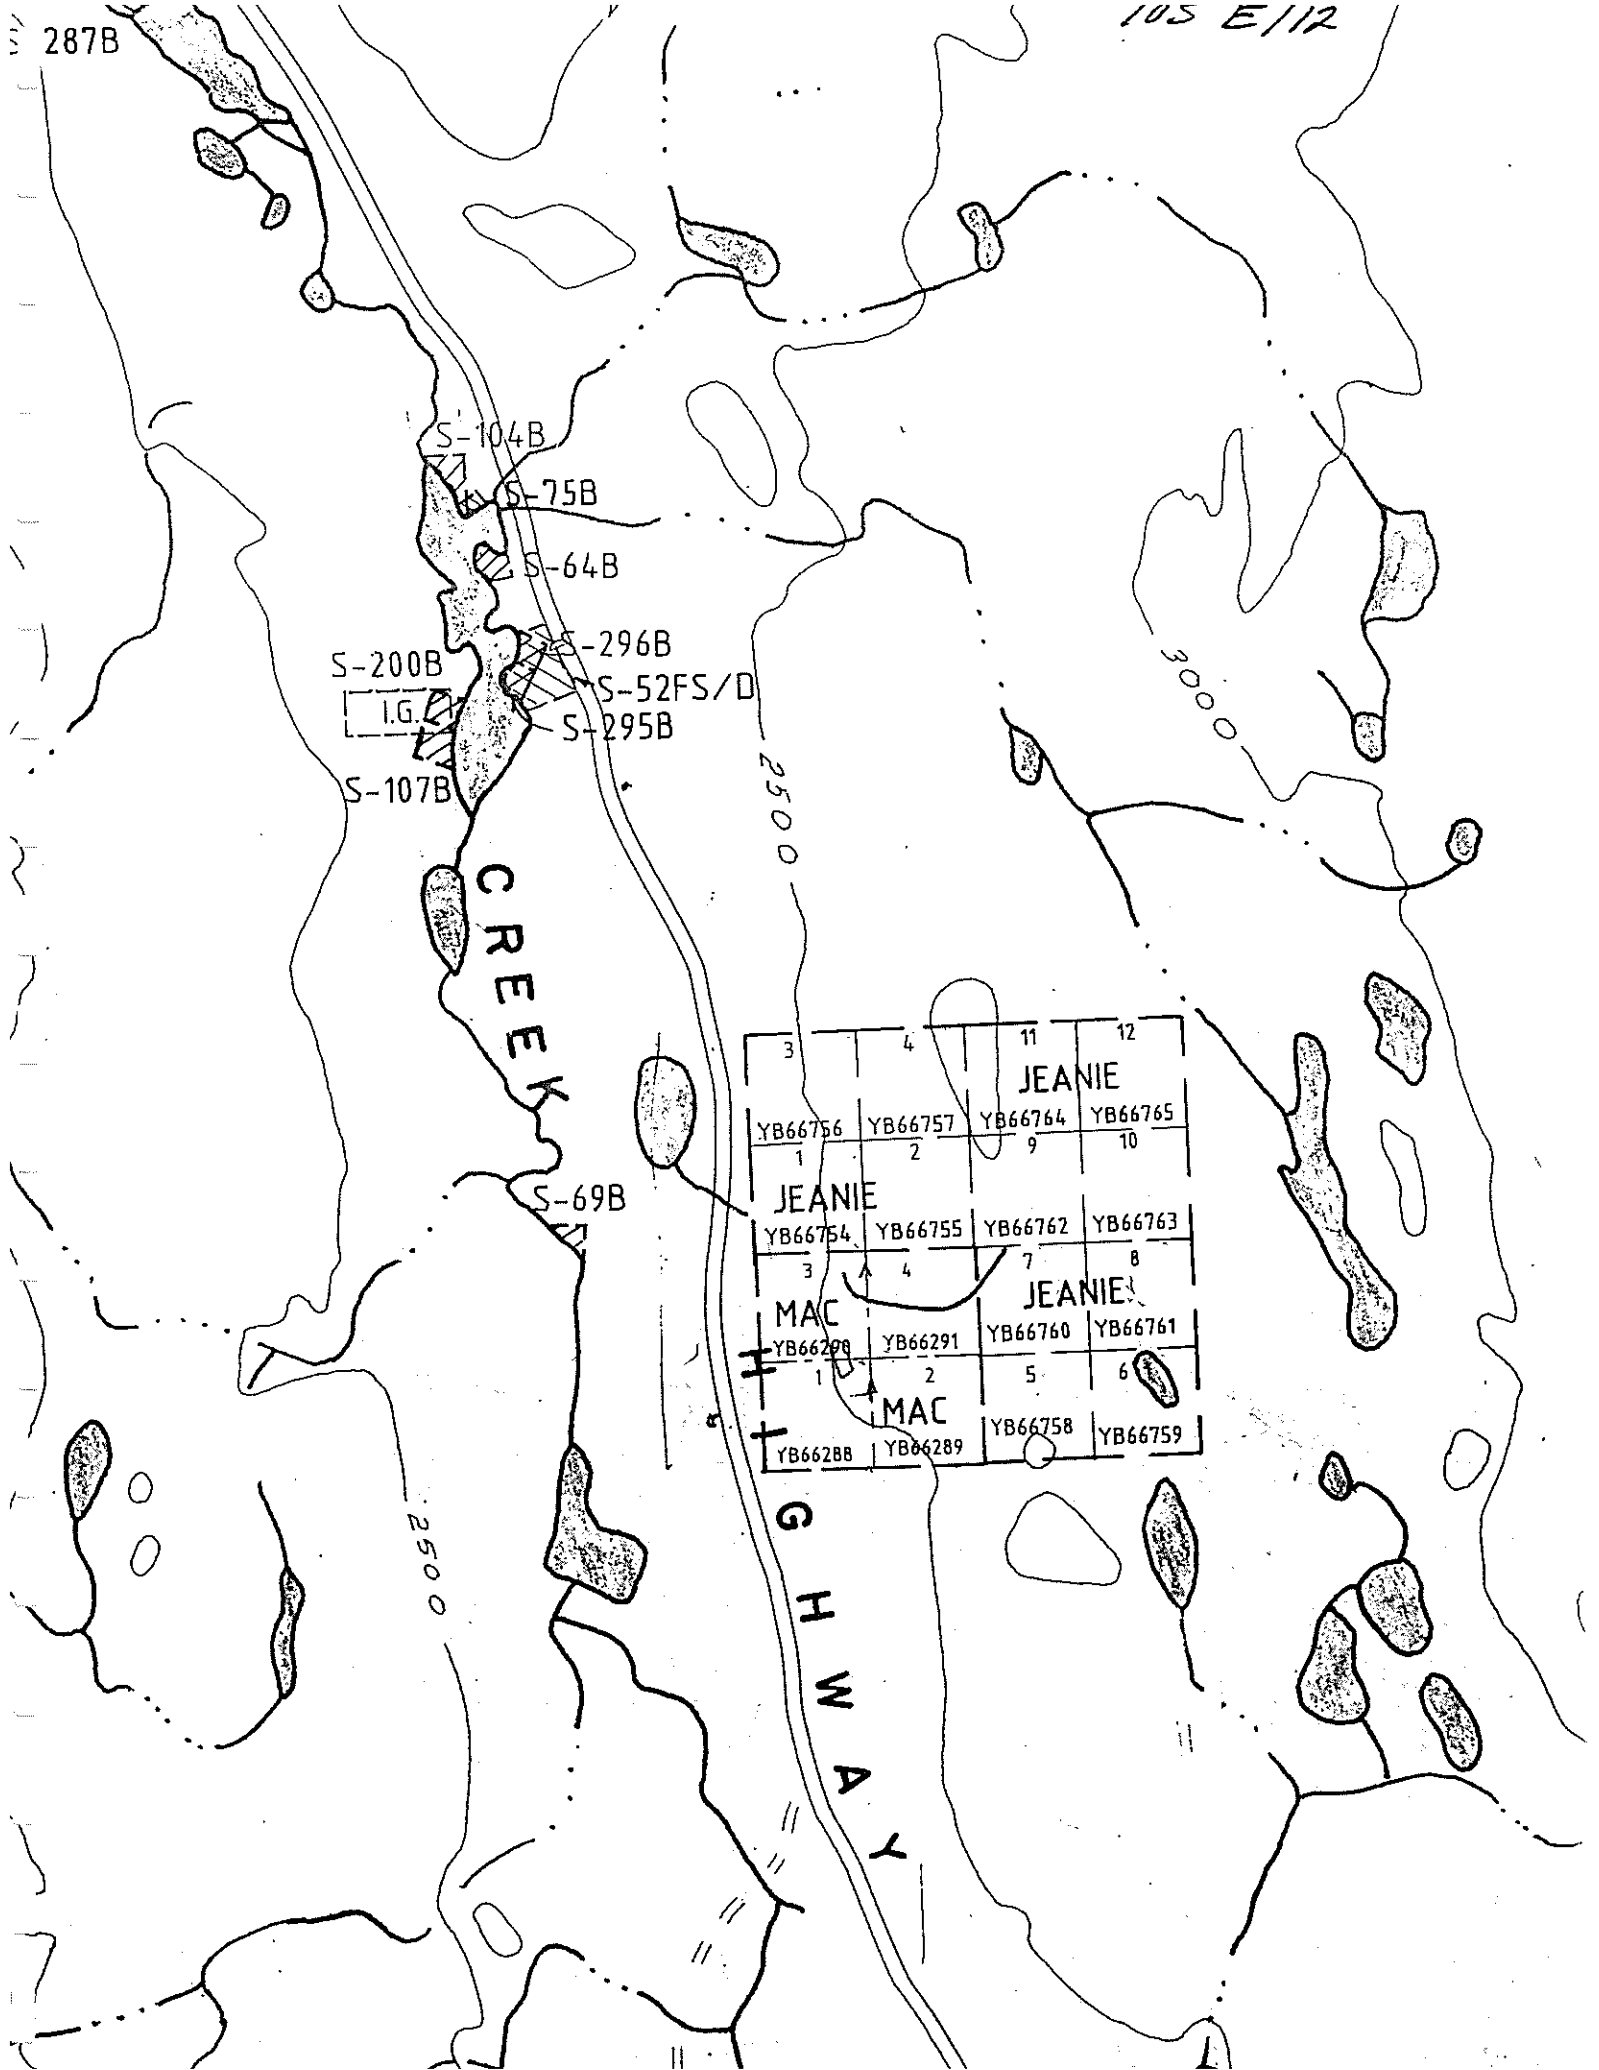 105 E/12
287B
S-104B
S-75B
S-64B
S-296B
S-200B
S-52FS/D
I.G.
S-295B
S-107B
3000
2500
CREEK
3 4 11 12
JEANIE
YB66756 YB66757 YB66764 YB66765
1 2 9 10
JEANIE
S-69B
YB66754 YB66755 YB66762 YB66763
3 4 7 8
JEANIE
MAC
YB66290 YB66291 YB66760 YB66761
1 2 5 6
MAC
YB66288 YB66289 YB66758 YB66759
HIGHWAY
2500